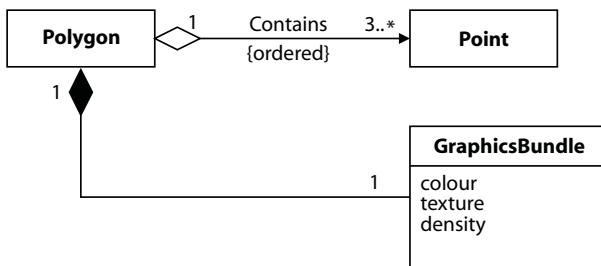 Polygon
1
Contains
3..*
{ordered}
Point
1
GraphicsBundle
1
colour
texture
density